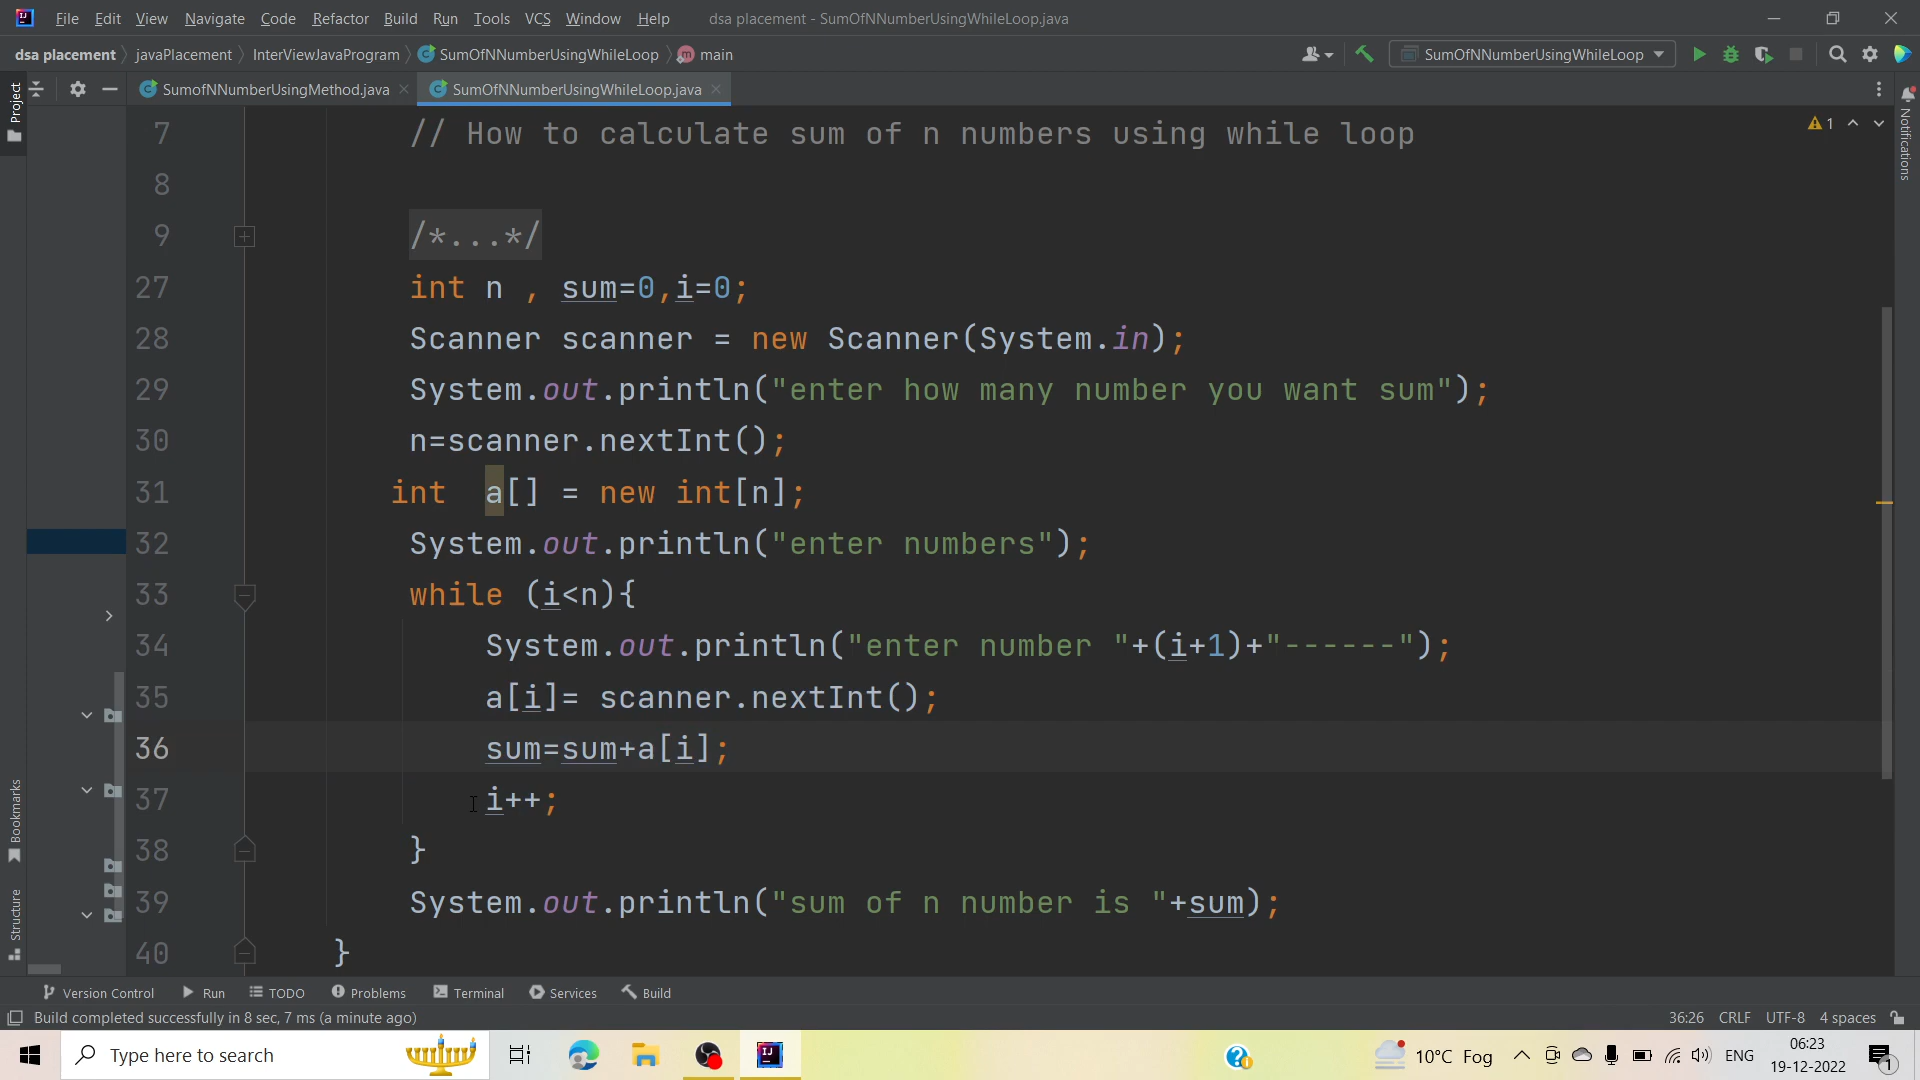 File Edit View Navigate Code Refactor Build Run Tools VCS Window Help dsa placement - SumOfNNumberUsingWhileLoop.java
dsa placement javaPlacement InterViewJavaProgram SumOfNNumberUsingWhileLoop m main SumOfNNumberUsingWhileLoop
Project SumofNNumberUsingMethod.java SumOfNNumberUsingWhileLoop.java
Notifications
1
7 // How to calculate sum of n numbers using while loop
8
9 /*...*/
27 int n , sum=0,i=0;
28 Scanner scanner = new Scanner(System.in);
29 System.out.println("enter how many number you want sum");
30 n=scanner.nextInt();
31 int  a[] = new int[n];
32 System.out.println("enter numbers");
33 while (i<n){
34 System.out.println("enter number "+(i+1)+"------");
35 a[i]= scanner.nextInt();
36 sum=sum+a[i];
37 i++;
38 }
39 System.out.println("sum of n number is "+sum);
40 }
Bookmarks
Structure
Version Control Run TODO Problems Terminal Services Build
Build completed successfully in 8 sec, 7 ms (a minute ago) 36:26 CRLF UTF-8 4 spaces
Type here to search 10°C Fog ENG 06:23
19-12-2022 1